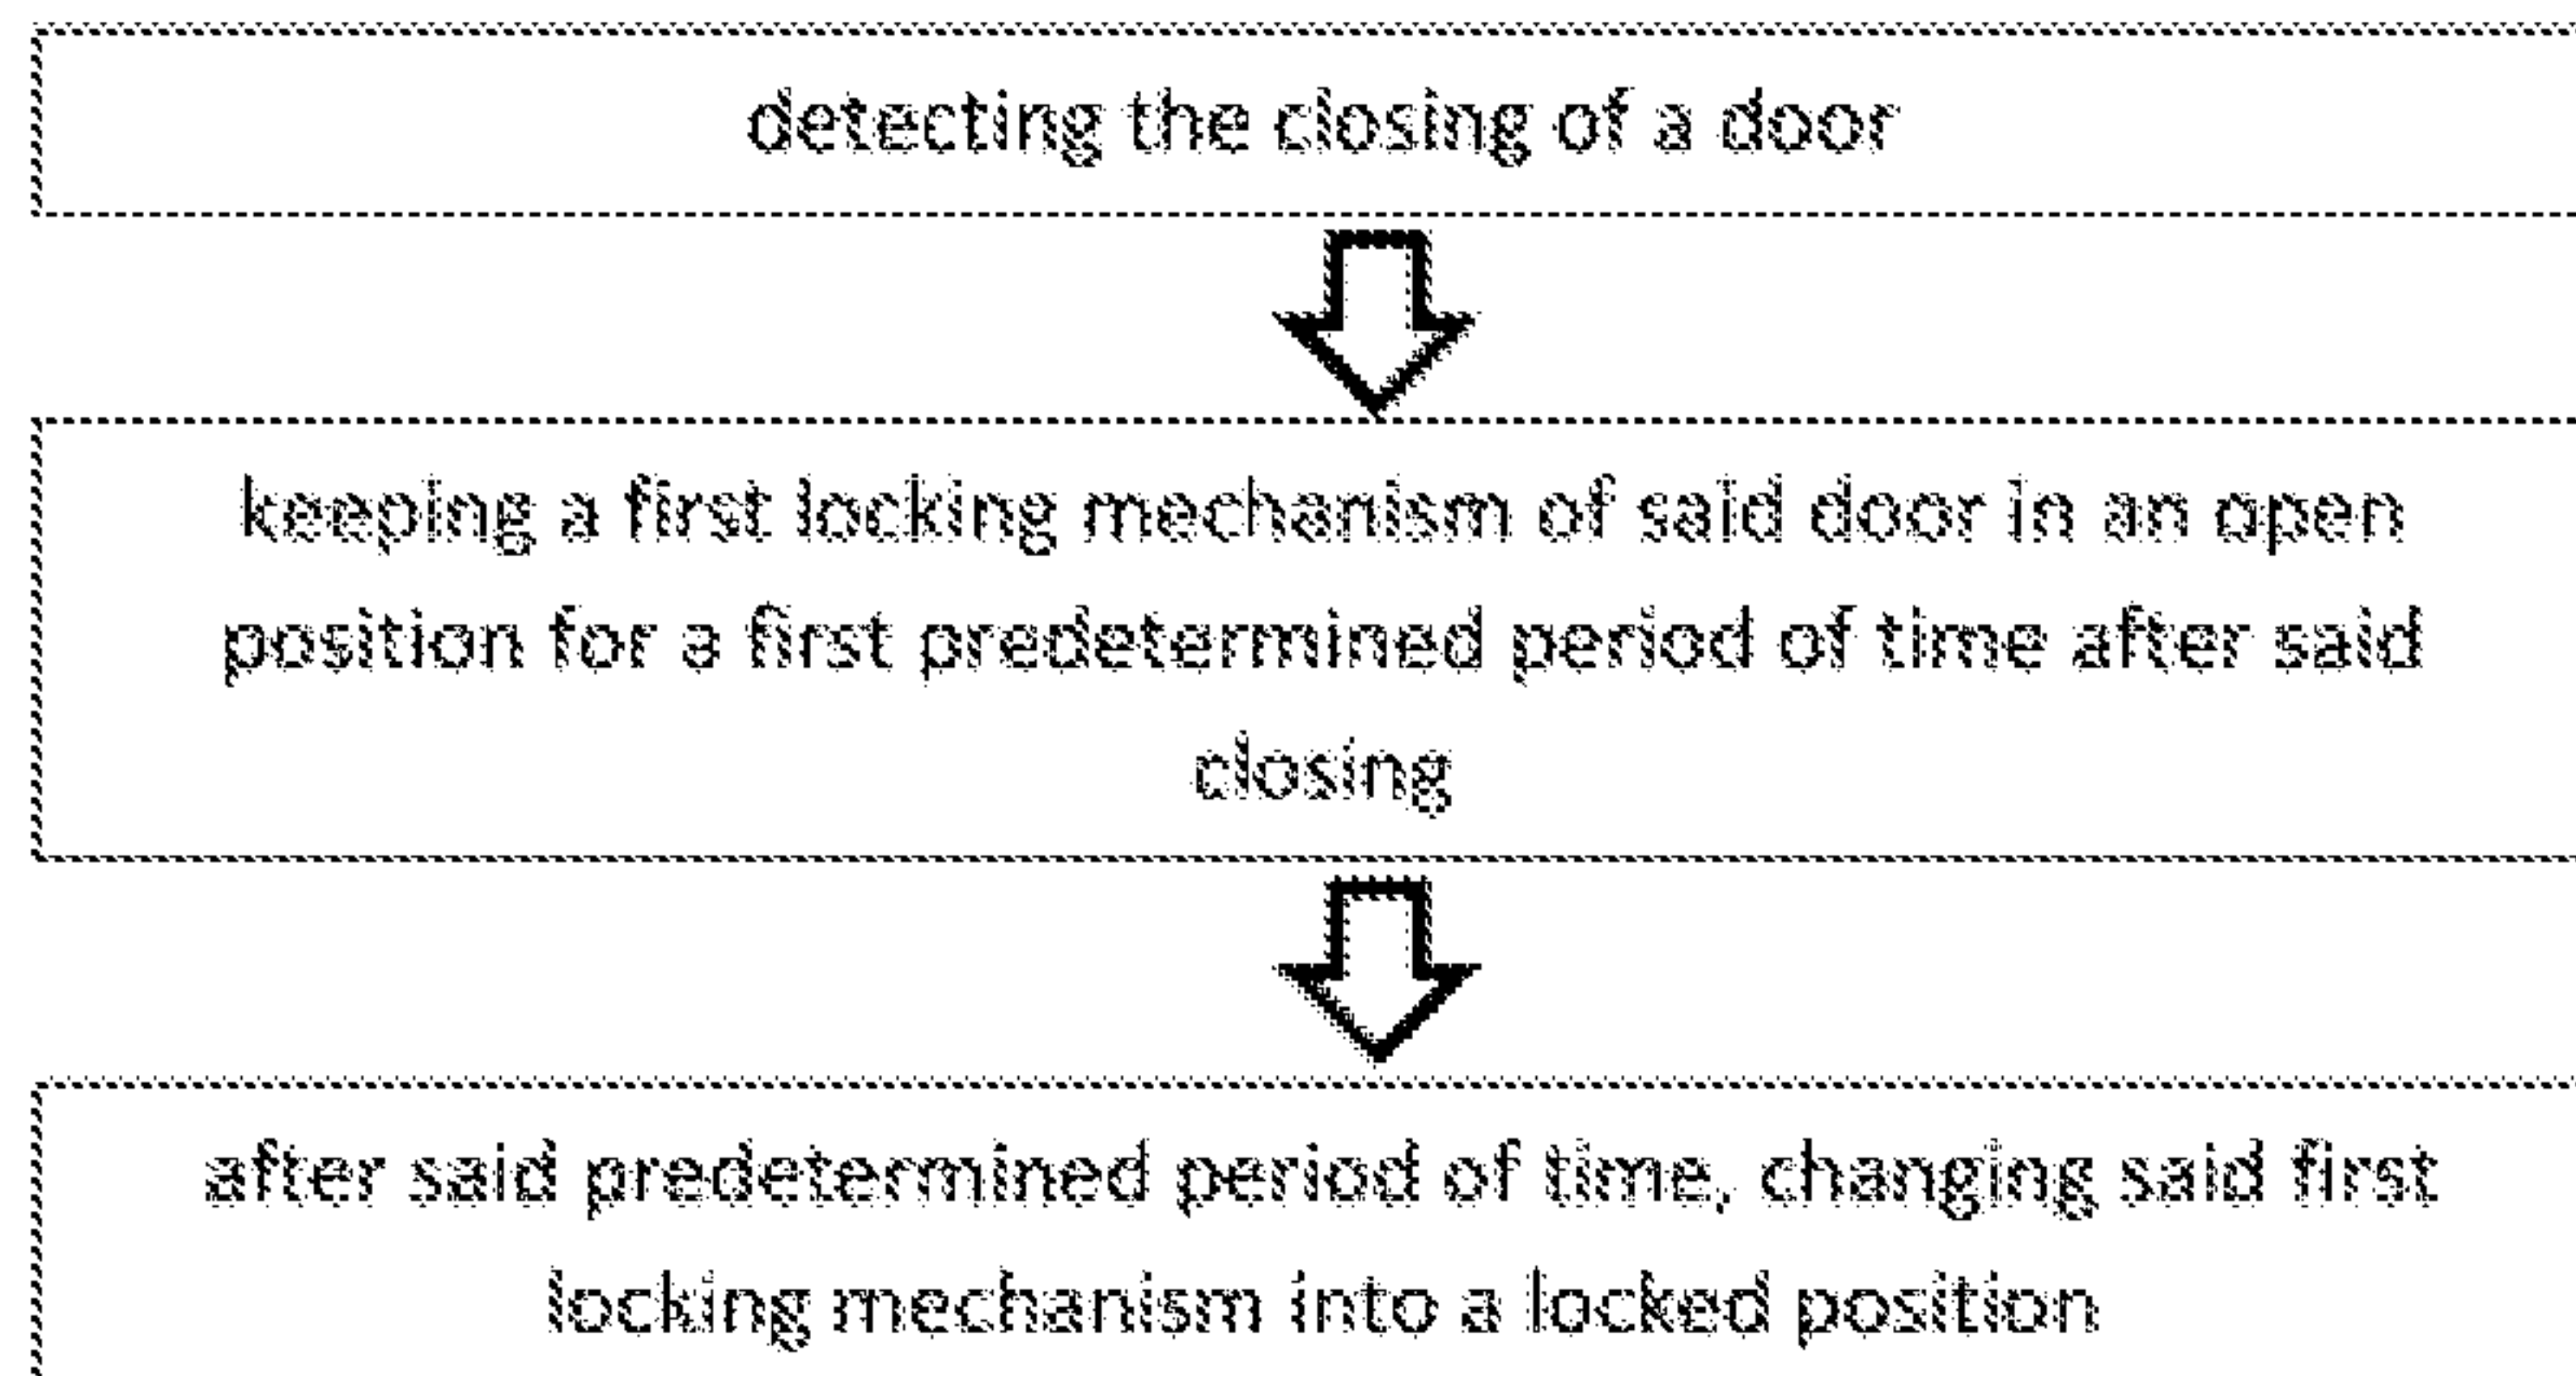 detecting the closing of a door
keeping a first locking mechanism of said door in an open
position for a first predetermined period of time after said
closing
after said predetermined period of time, changing said first
locking mechanism into a locked position